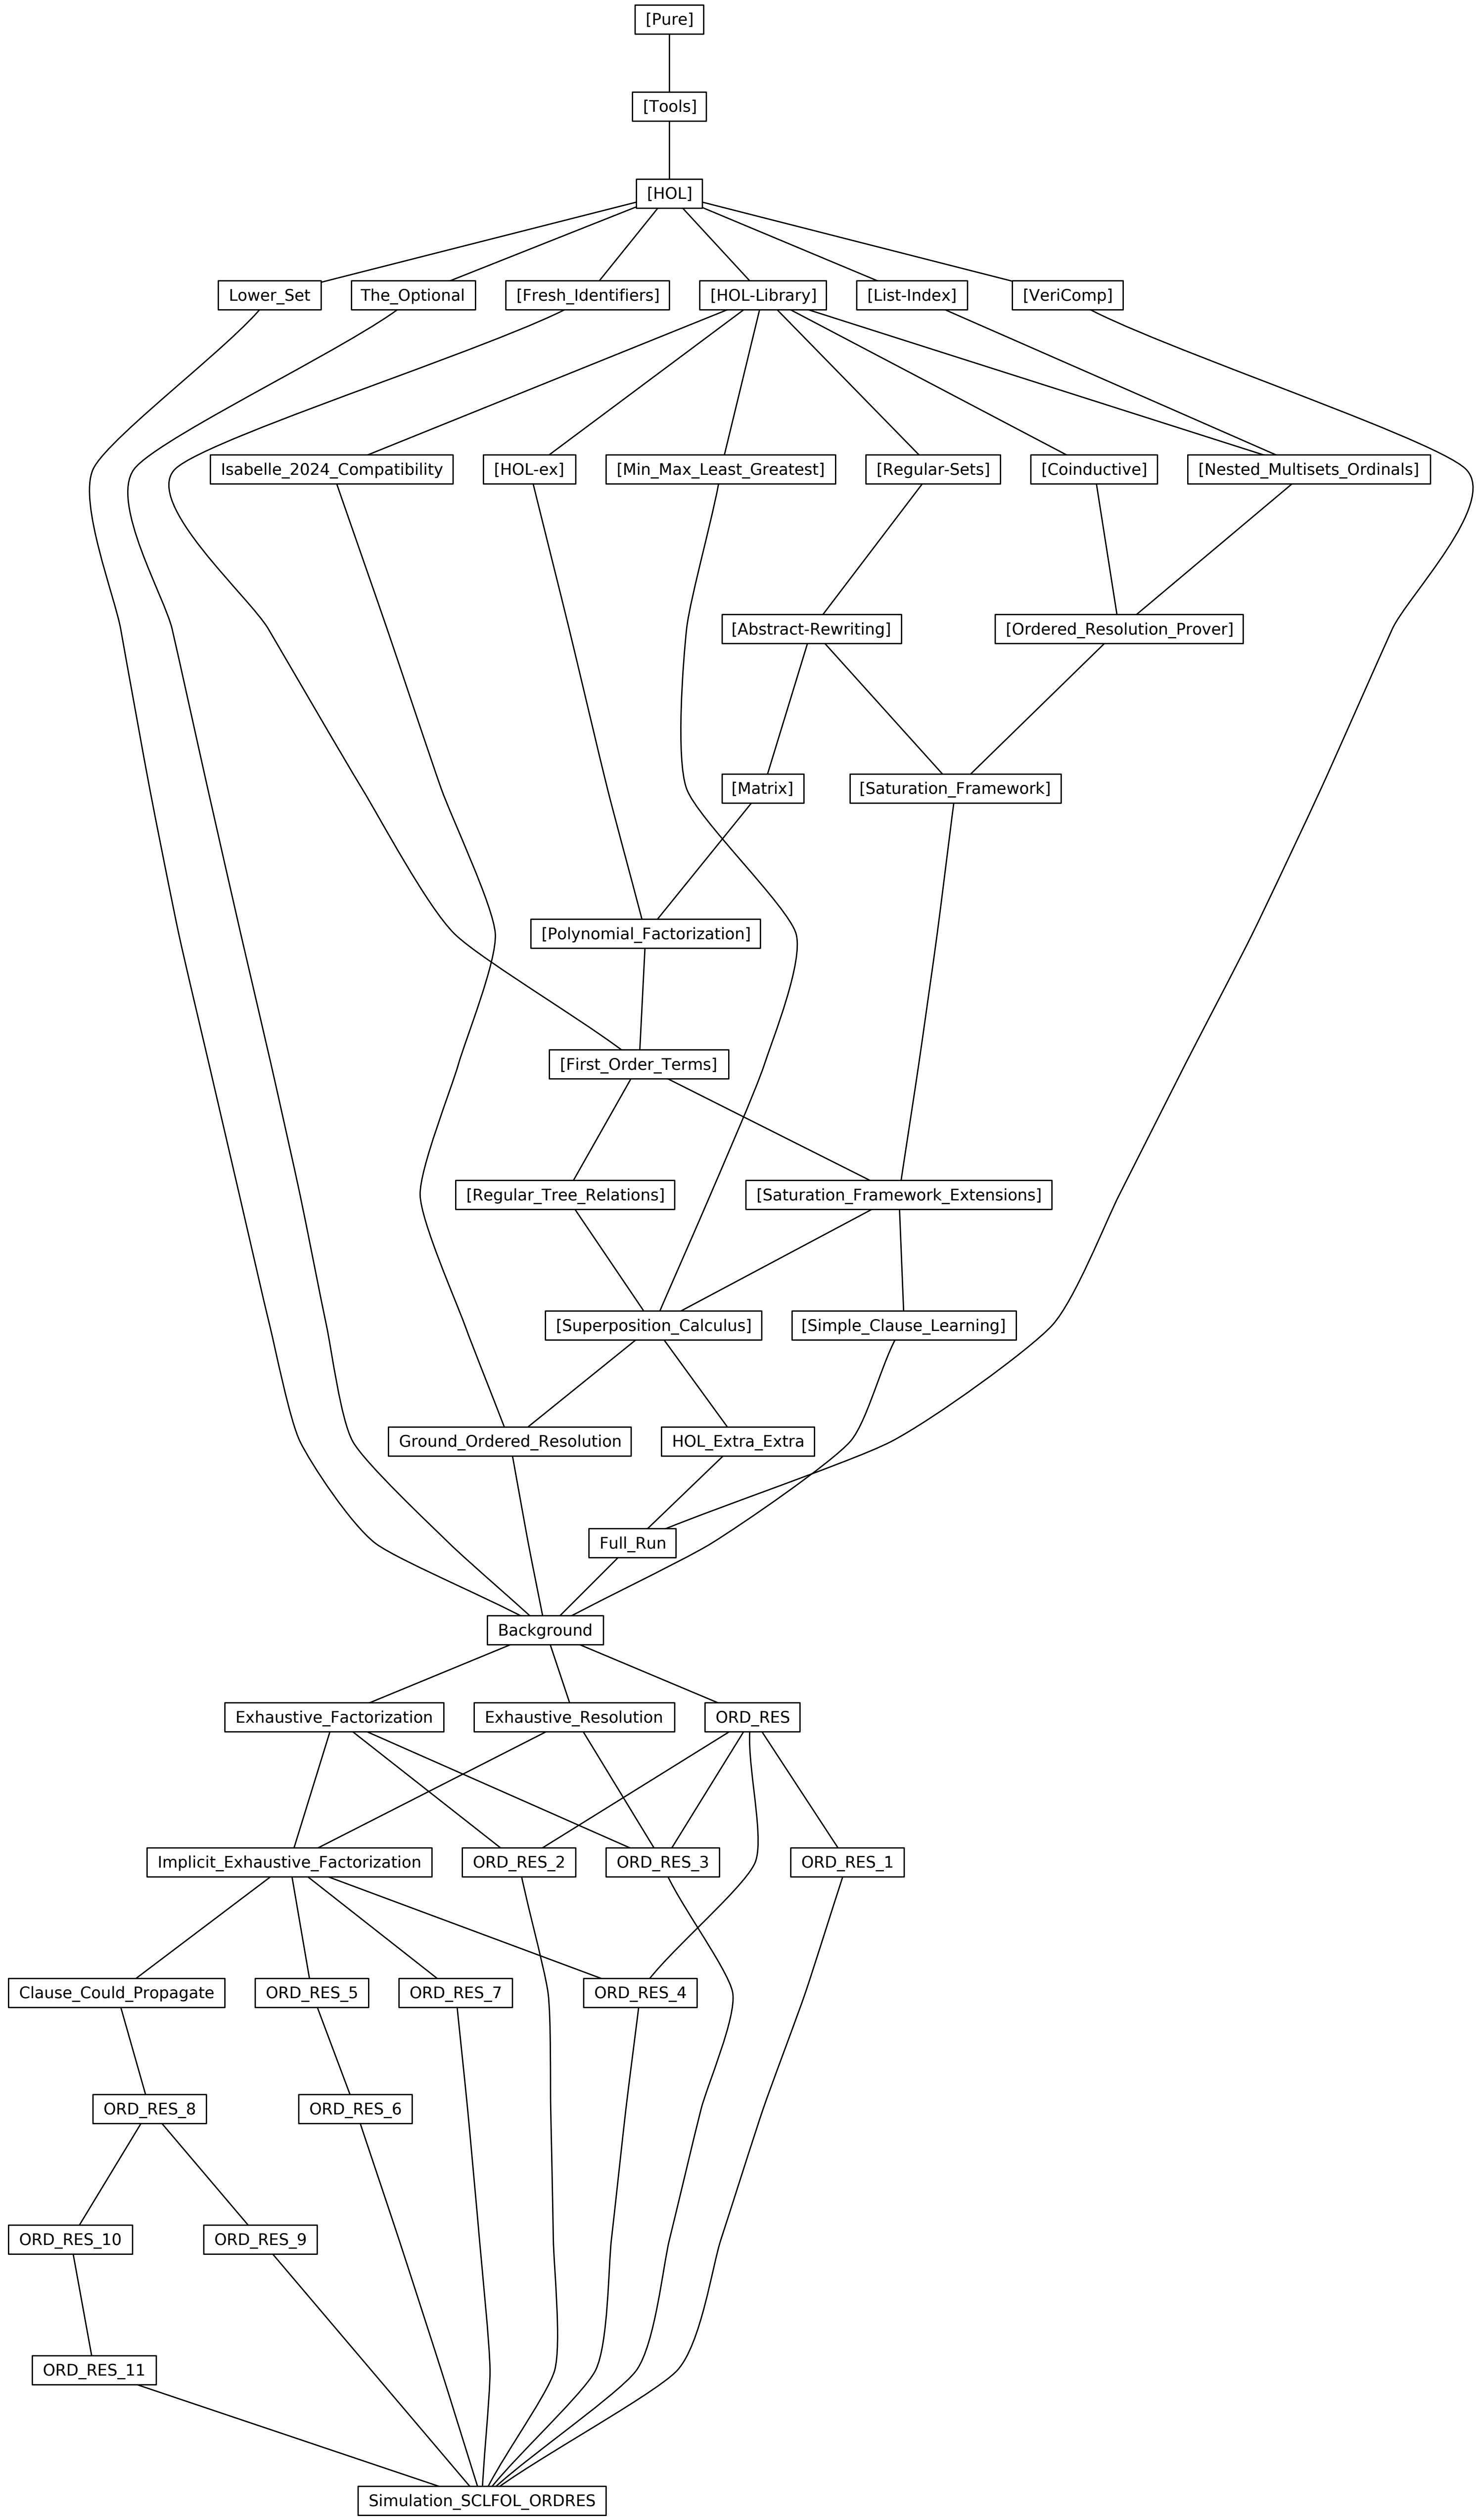 [Pure]
[Tools]
[HOL]
Lower_Set
The_Optional
[Fresh_Identifiers]
[HOL-Library]
[List-Index]
[VeriComp]
Isabelle_2024_Compatibility
[HOL-ex]
[Min_Max_Least_Greatest]
[Regular-Sets]
[Coinductive]
[Nested_Multisets_Ordinals]
[Abstract-Rewriting]
[Ordered_Resolution_Prover]
[Matrix]
[Saturation_Framework]
[Polynomial_Factorization]
[First_Order_Terms]
[Regular_Tree_Relations]
[Saturation_Framework_Extensions]
[Superposition_Calculus]
[Simple_Clause_Learning]
Ground_Ordered_Resolution
HOL_Extra_Extra
Full_Run
Background
Exhaustive_Factorization
Exhaustive_Resolution
ORD_RES
Implicit_Exhaustive_Factorization
ORD_RES_2
ORD_RES_3
ORD_RES_1
Clause_Could_Propagate
ORD_RES_5
ORD_RES_7
ORD_RES_4
ORD_RES_8
ORD_RES_6
ORD_RES_10
ORD_RES_9
ORD_RES_11
Simulation_SCLFOL_ORDRES